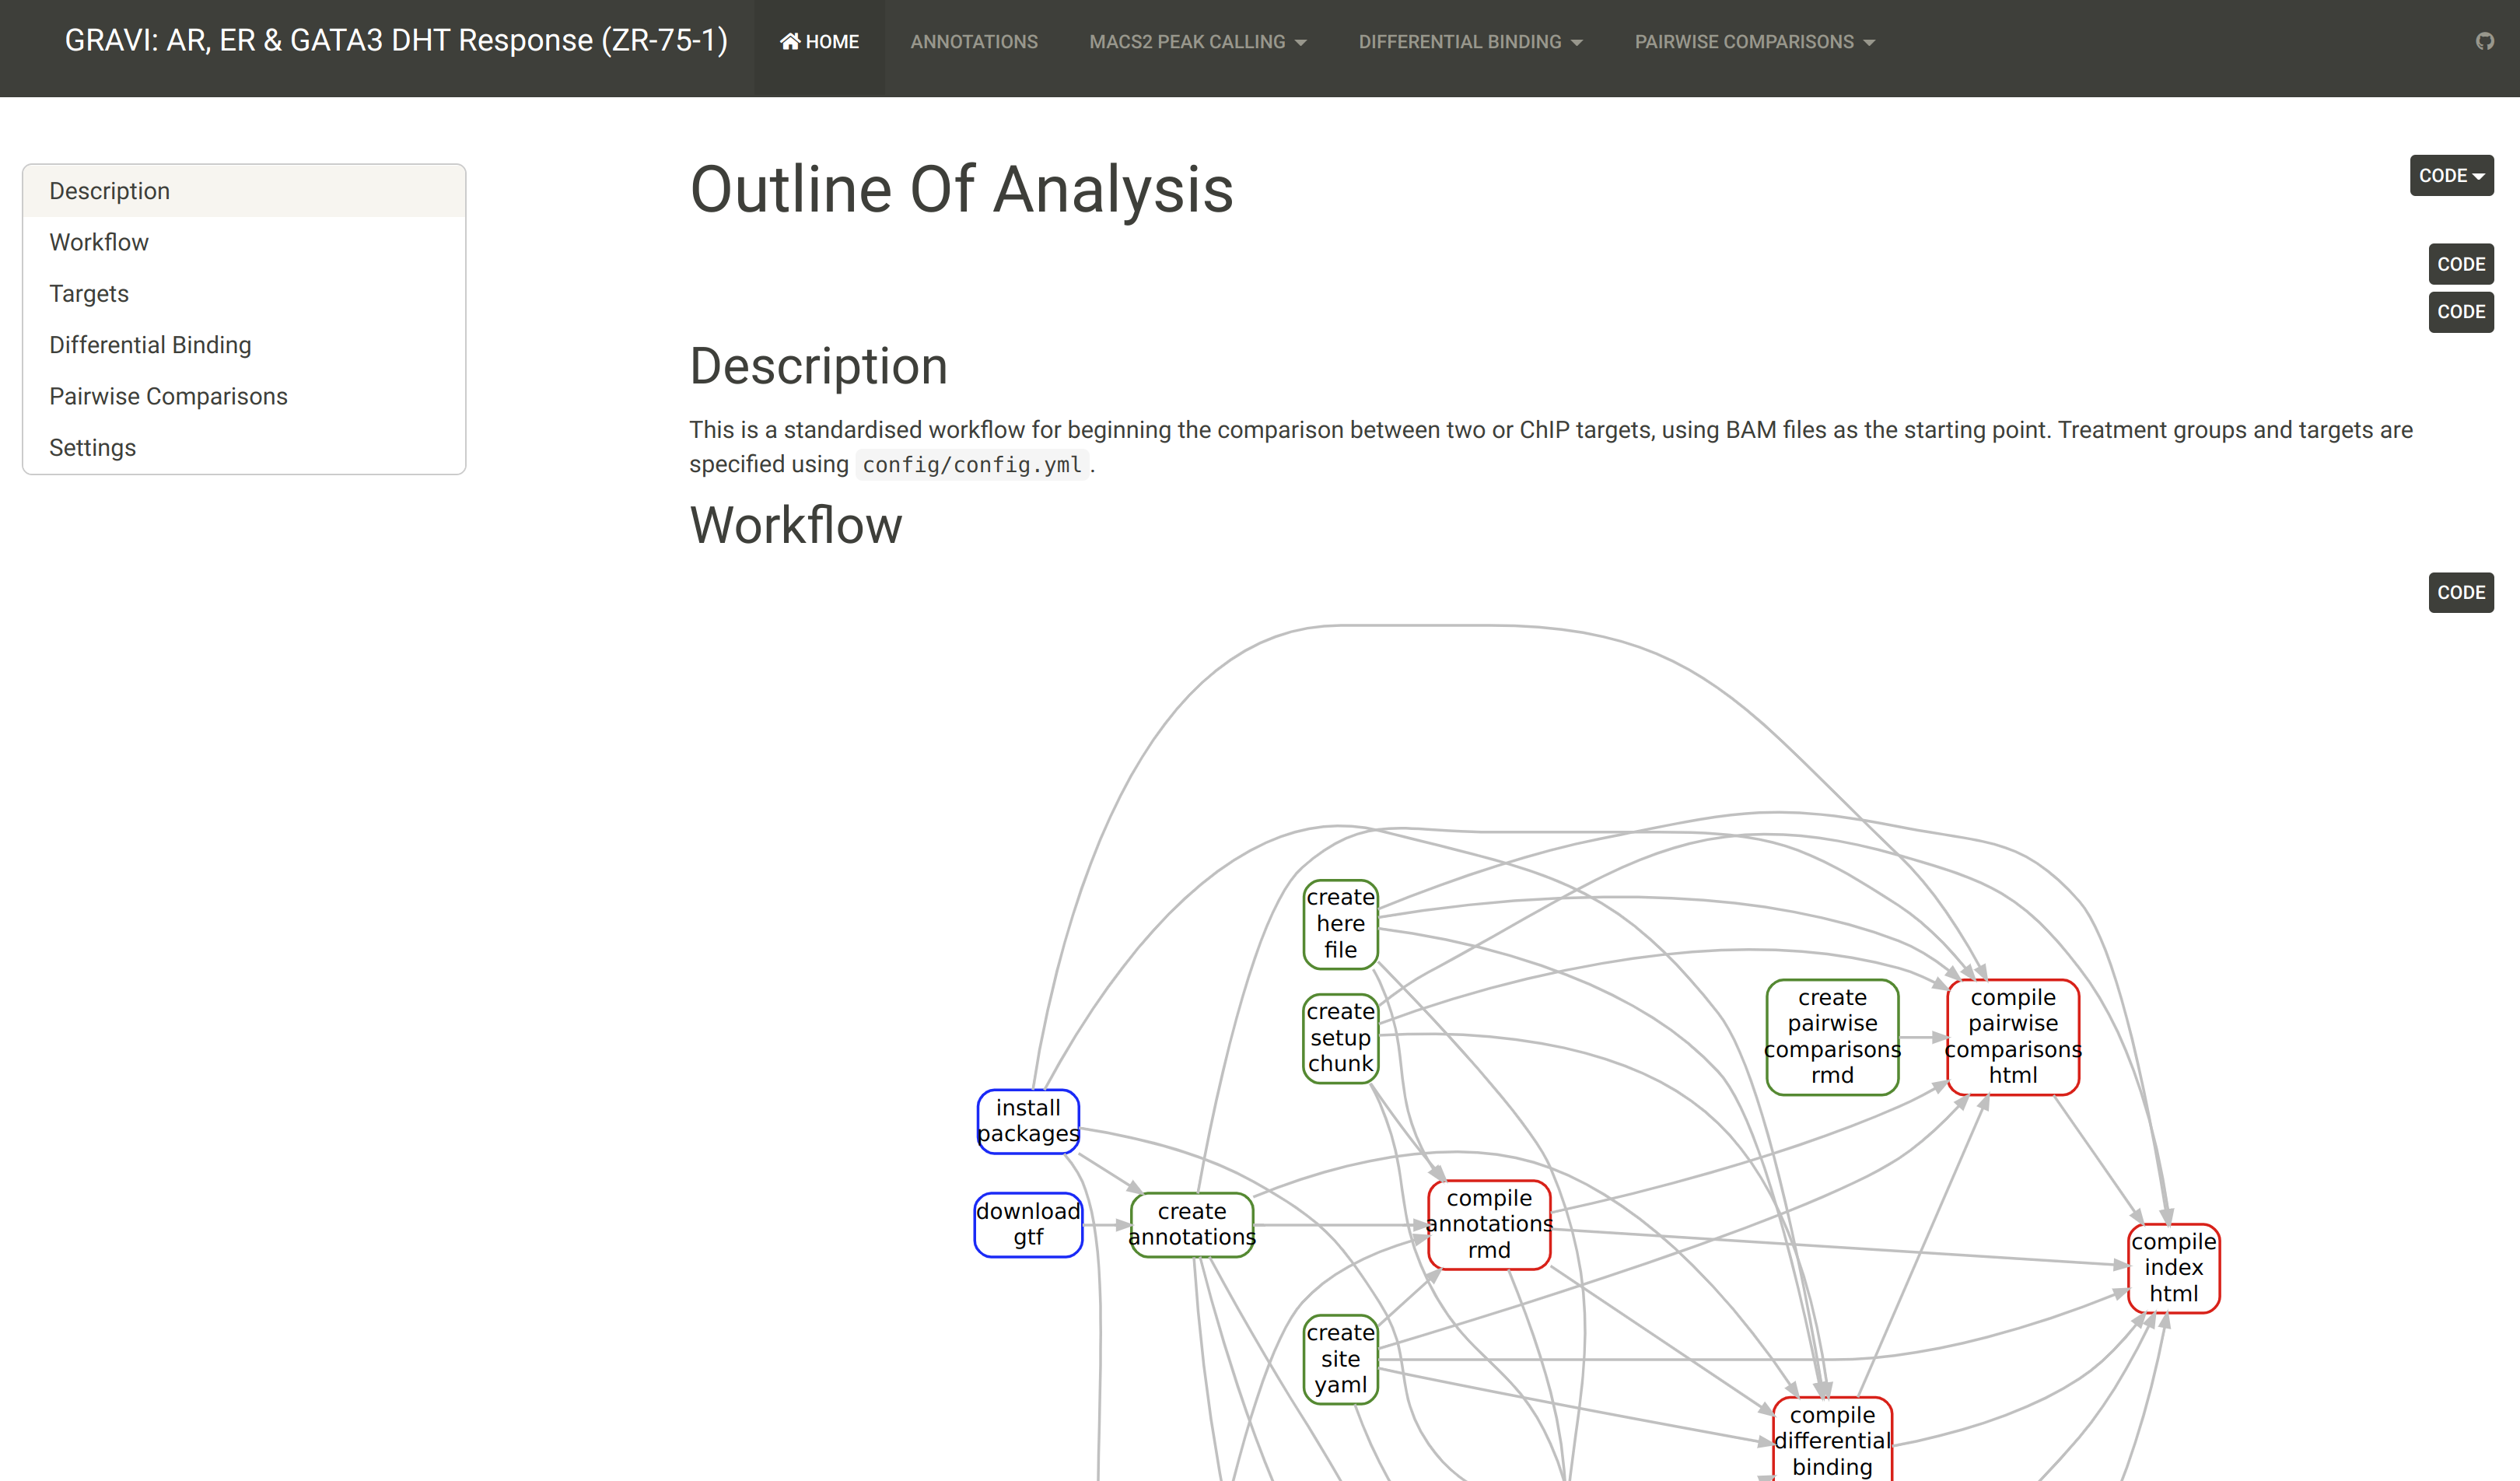 GRAVI: AR, ER & GATA3 DHT Response (ZR-75-1)
HOME
ANNOTATIONS
MACS2 PEAK CALLING
DIFFERENTIAL BINDING
PAIRWISE COMPARISONS
Description
Workflow
Targets
Differential Binding
Pairwise Comparisons
Settings
Outline Of Analysis
CODE
CODE
CODE
Description
This is a standardised workflow for beginning the comparison between two or ChIP targets, using BAM files as the starting point. Treatment groups and targets are
specified using config/config.yml.
Workflow
CODE
create
here
file
create
setup
chunk
create
pairwise
comparisons
rmd
compile
pairwise
comparisons
html
install
packages
download
gtf
create
annotations
compile
annotations
rmd
compile
index
html
create
site
yaml
compile
differential
binding